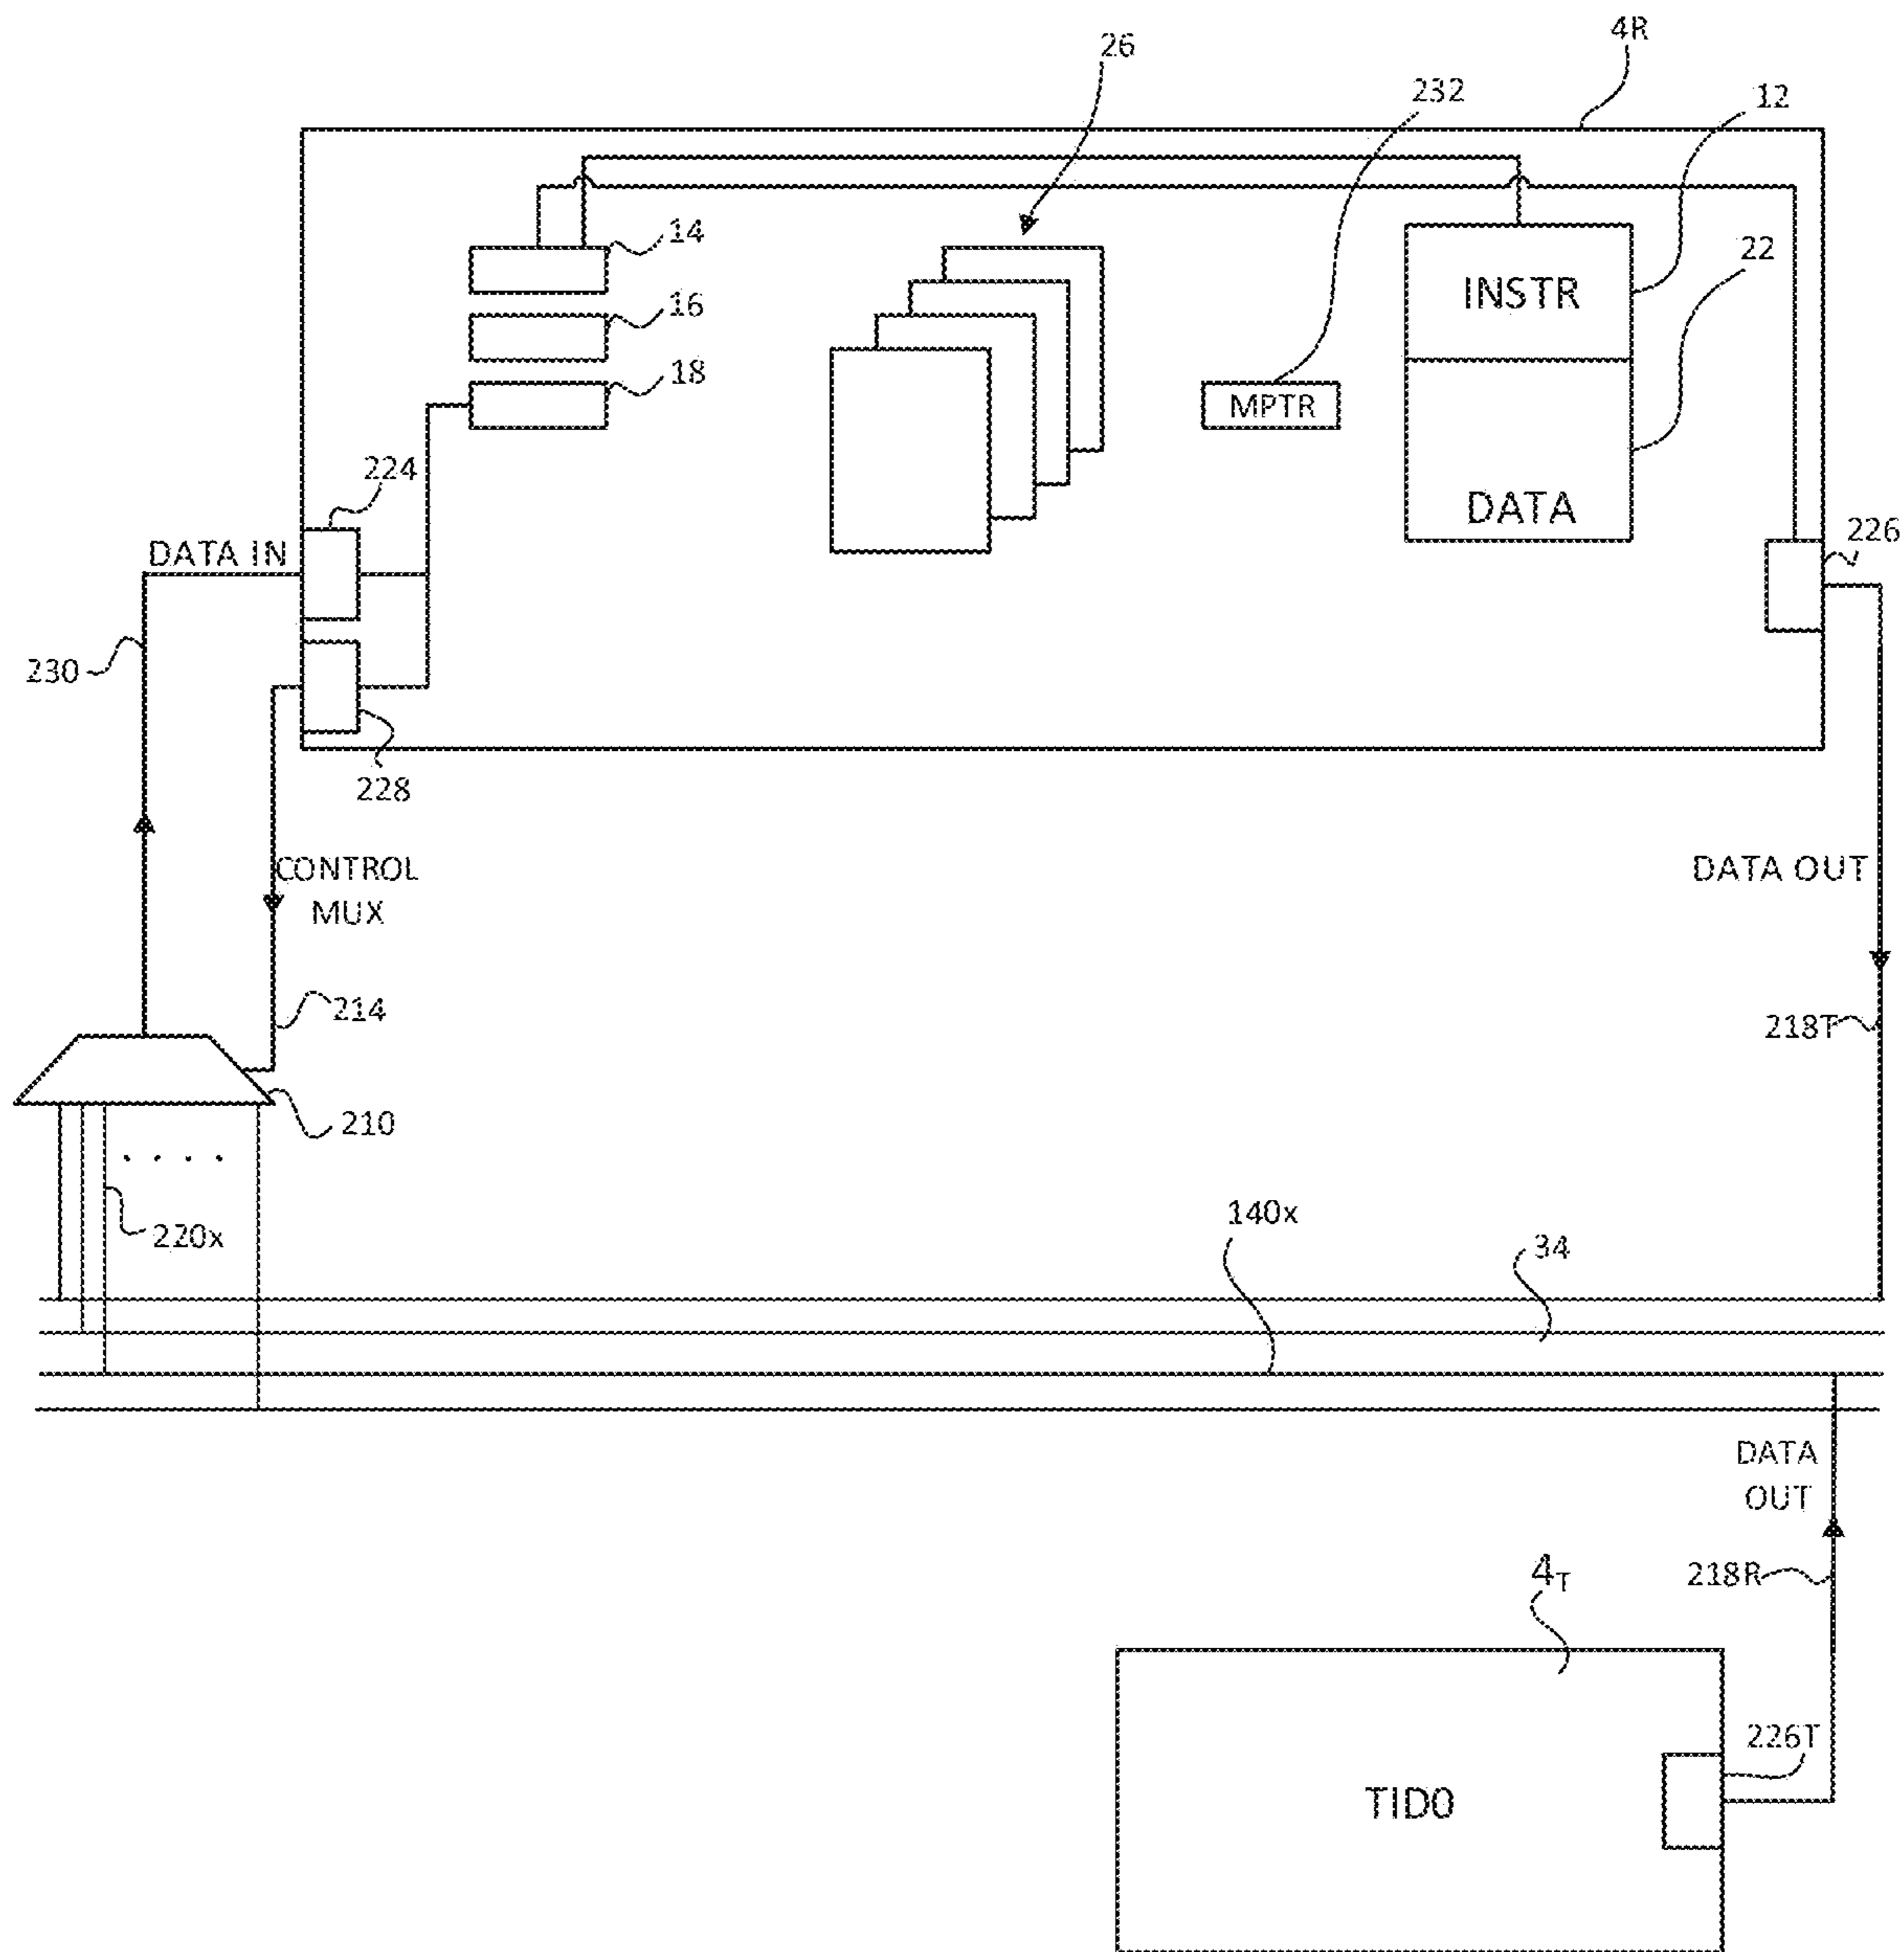 4R
26
232
12
14
INSTR
22
16
18
MPTR
224
DATA
226
DATA IN
230
228
CONTROL
MUX
DATA OUT
214
218T
210
. . . .
220x
140x
34
DATA
OUT
4T
218R
226T
TID0